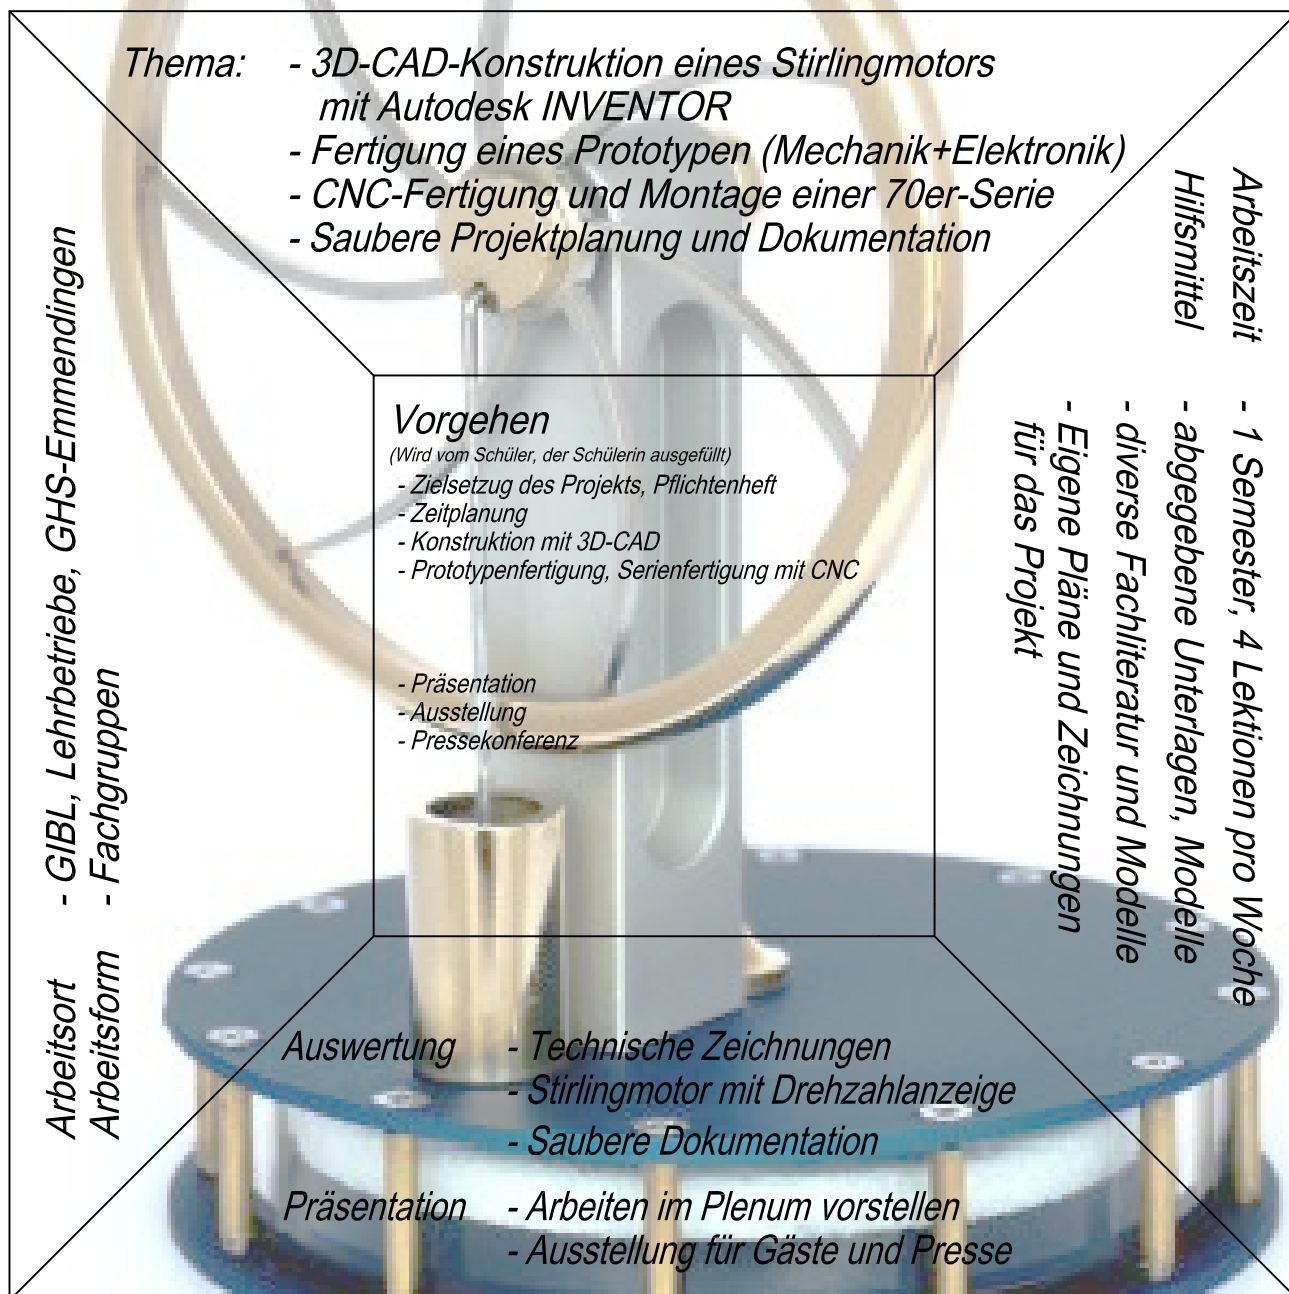 Thema: - 3D-CAD-Konstruktion eines Stirlingmotors
mit Autodesk INVENTOR
- Fertigung eines Prototypen (Mechanik+Elektronik)
- CNC-Fertigung und Montage einer 70er-Serie
- Saubere Projektplanung und Dokumentation
Arbeitsort - GIBL, Lehrbetriebe, GHS-Emmendingen
Arbeitsform - Fachgruppen
Vorgehen
(Wird vom Schüler, der Schülerin ausgefüllt)
- Zielsetzug des Projekts, Pflichtenheft
- Zeitplanung
- Konstruktion mit 3D-CAD
- Prototypenfertigung, Serienfertigung mit CNC
- Präsentation
- Ausstellung
- Pressekonferenz
Arbeitszeit - 1 Semester, 4 Lektionen pro Woche
Hilfsmittel - abgegebene Unterlagen, Modelle
- diverse Fachliteratur und Modelle
- Eigene Pläne und Zeichnungen
für das Projekt
Auswertung - Technische Zeichnungen
- Stirlingmotor mit Drehzahlanzeige
- Saubere Dokumentation
Präsentation - Arbeiten im Plenum vorstellen
- Ausstellung für Gäste und Presse